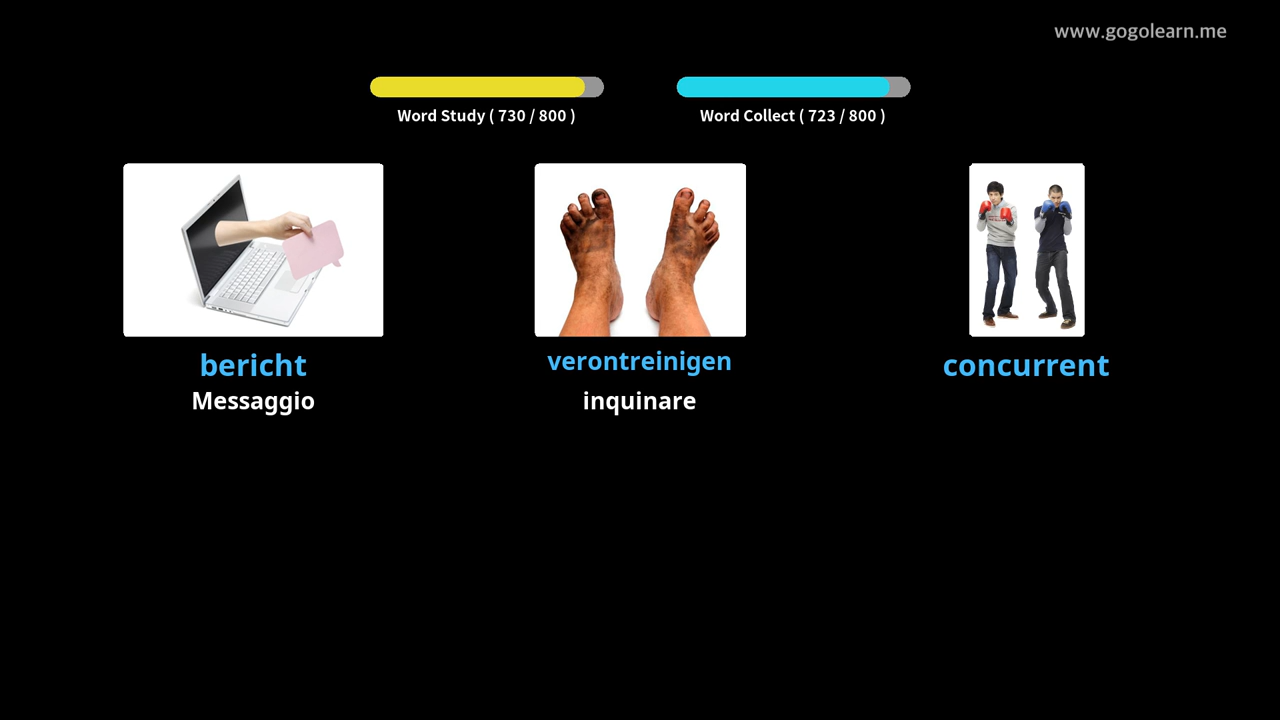 www.gogolearn.me
Word Study ( 730 / 800 )
Word Collect ( 723 / 800 )
bericht
Messaggio
verontreinigen
inquinare
concurrent